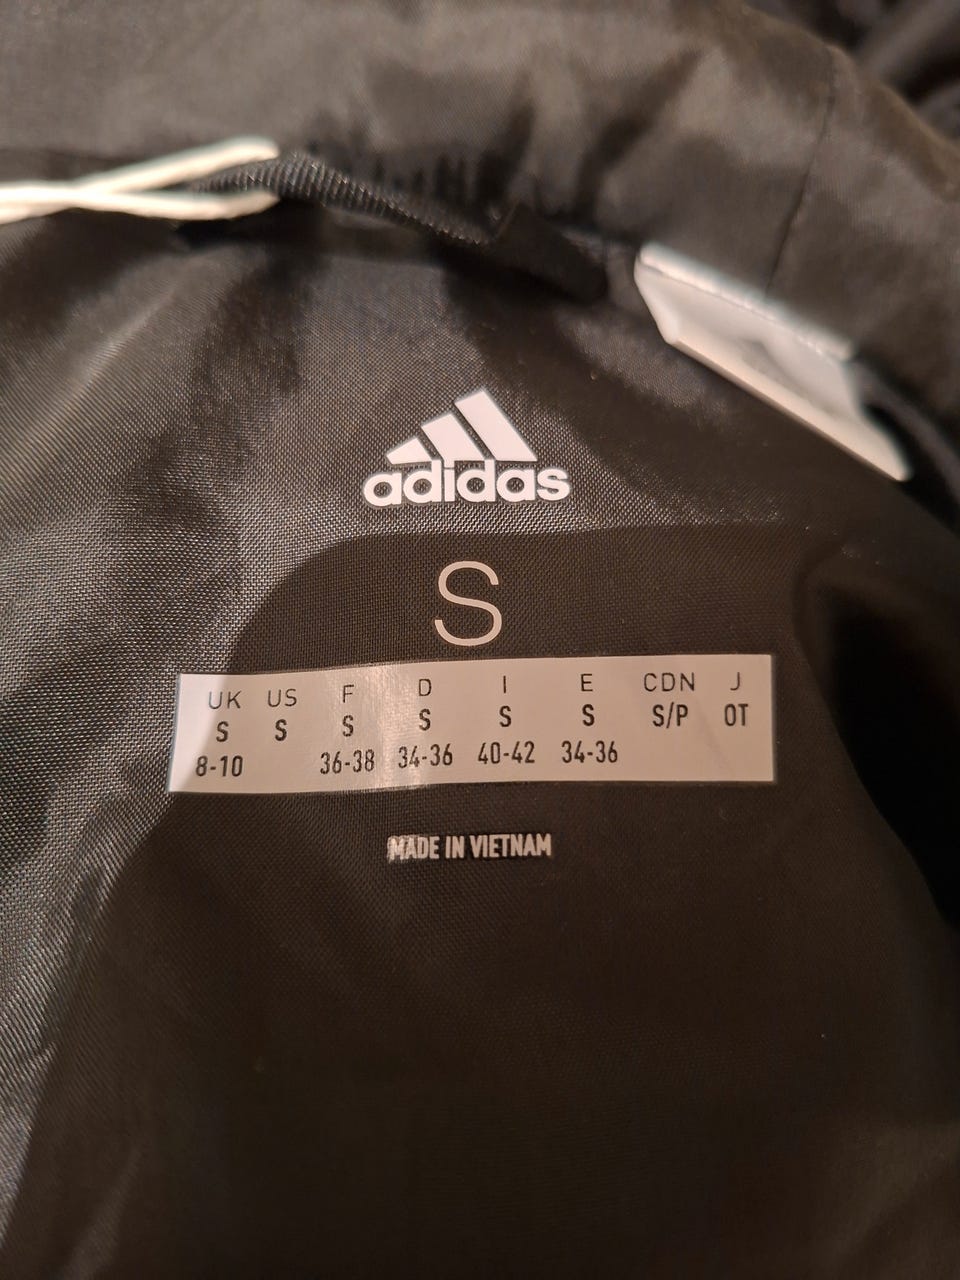 adidas
S
UK US F D I E CDN J
S S S S S S S/P OT
8-10 36-38 34-36 40-42 34-36
MADE IN VIETNAM